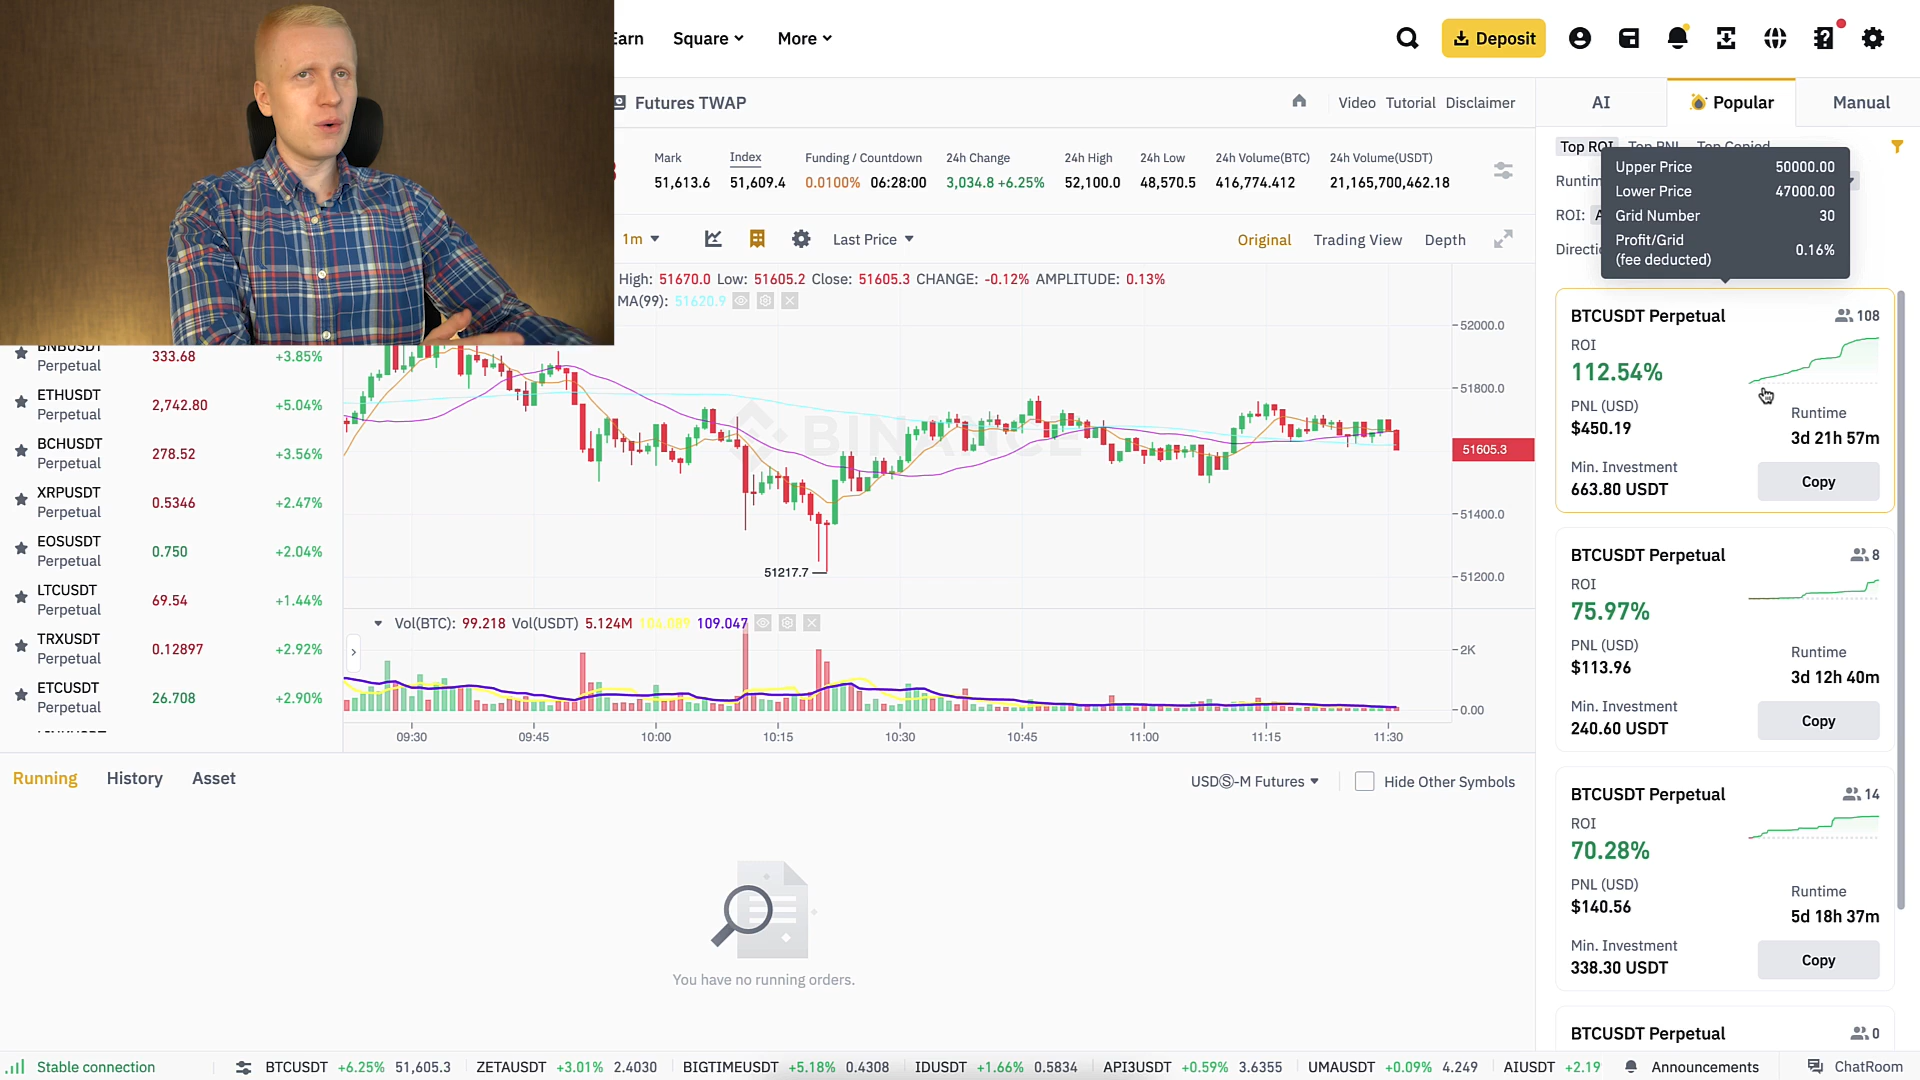 Earn
Square
More
Deposit
Futures TWAP
Video
Tutorial
Disclaimer
AI
Popular
Manual
Mark
51,613.6
Index
51,609.4
Funding / Countdown
0.0100% 06:28:00
24h Change
3,034.8 +6.25%
24h High
52,100.0
24h Low
48,570.5
24h Volume(BTC)
416,774.412
24h Volume(USDT)
21,165,700,462.18
Top ROI
Top PNL
Top Copied
ROI:
Upper Price 50000.00
Lower Price 47000.00
Grid Number 30
Profit/Grid
(fee deducted) 0.16%
1m
Last Price
Original
Trading View
Depth
High: 51670.0 Low: 51605.2 Close: 51605.3 CHANGE: -0.12% AMPLITUDE: 0.13%
MA(99): 51620.9
BINANCE
52000.0
51800.0
51605.3
51400.0
51200.0
51217.7
Vol(BTC): 99.218 Vol(USDT) 5.124M 104.089 109.047
2K
0.00
09:30
09:45
10:00
10:15
10:30
10:45
11:00
11:15
11:30
BNBUSDT
Perpetual
333.68
+3.85%
ETHUSDT
Perpetual
2,742.80
+5.04%
BCHUSDT
Perpetual
278.52
+3.56%
XRPUSDT
Perpetual
0.5346
+2.47%
EOSUSDT
Perpetual
0.750
+2.04%
LTCUSDT
Perpetual
69.54
+1.44%
TRXUSDT
Perpetual
0.12897
+2.92%
ETCUSDT
Perpetual
26.708
+2.90%
BTCUSDT Perpetual
108
ROI
112.54%
PNL (USD)
$450.19
Runtime
3d 21h 57m
Min. Investment
663.80 USDT
Copy
BTCUSDT Perpetual
8
ROI
75.97%
PNL (USD)
$113.96
Runtime
3d 12h 40m
Min. Investment
240.60 USDT
Copy
BTCUSDT Perpetual
14
ROI
70.28%
PNL (USD)
$140.56
Runtime
5d 18h 37m
Min. Investment
338.30 USDT
Copy
BTCUSDT Perpetual
0
Running
History
Asset
USDⓈ-M Futures
Hide Other Symbols
You have no running orders.
Stable connection
BTCUSDT +6.25% 51,605.3
ZETAUSDT +3.01% 2.4030
BIGTIMEUSDT +5.18% 0.4308
IDUSDT +1.66% 0.5834
API3USDT +0.59% 3.6355
UMAUSDT +0.09% 4.249
AIUSDT +2.19
Announcements
ChatRoom